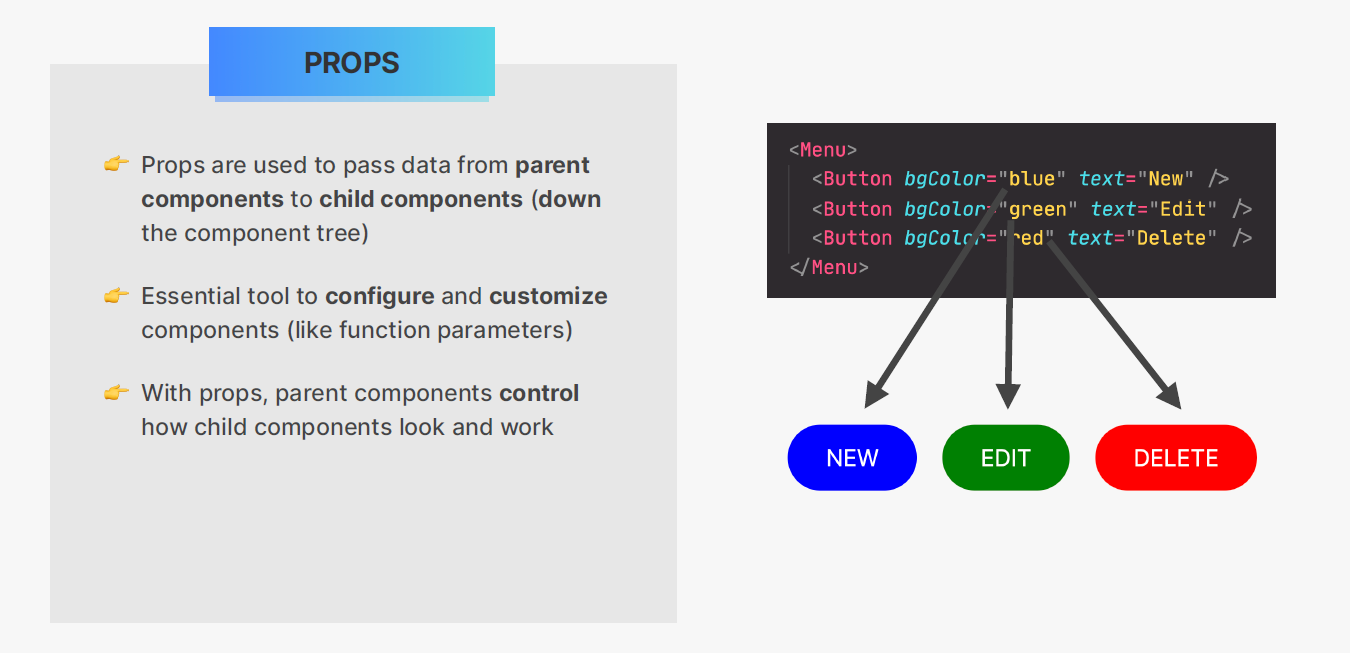 PROPS
👉 Props are used to pass data from parent
components to child components (down
the component tree)
👉 Essential tool to configure and customize
components (like function parameters)
👉 With props, parent components control
how child components look and work
<Menu>
  <Button bgColor="blue" text="New" />
  <Button bgColor="green" text="Edit" />
  <Button bgColor="red" text="Delete" />
</Menu>
NEW
EDIT
DELETE